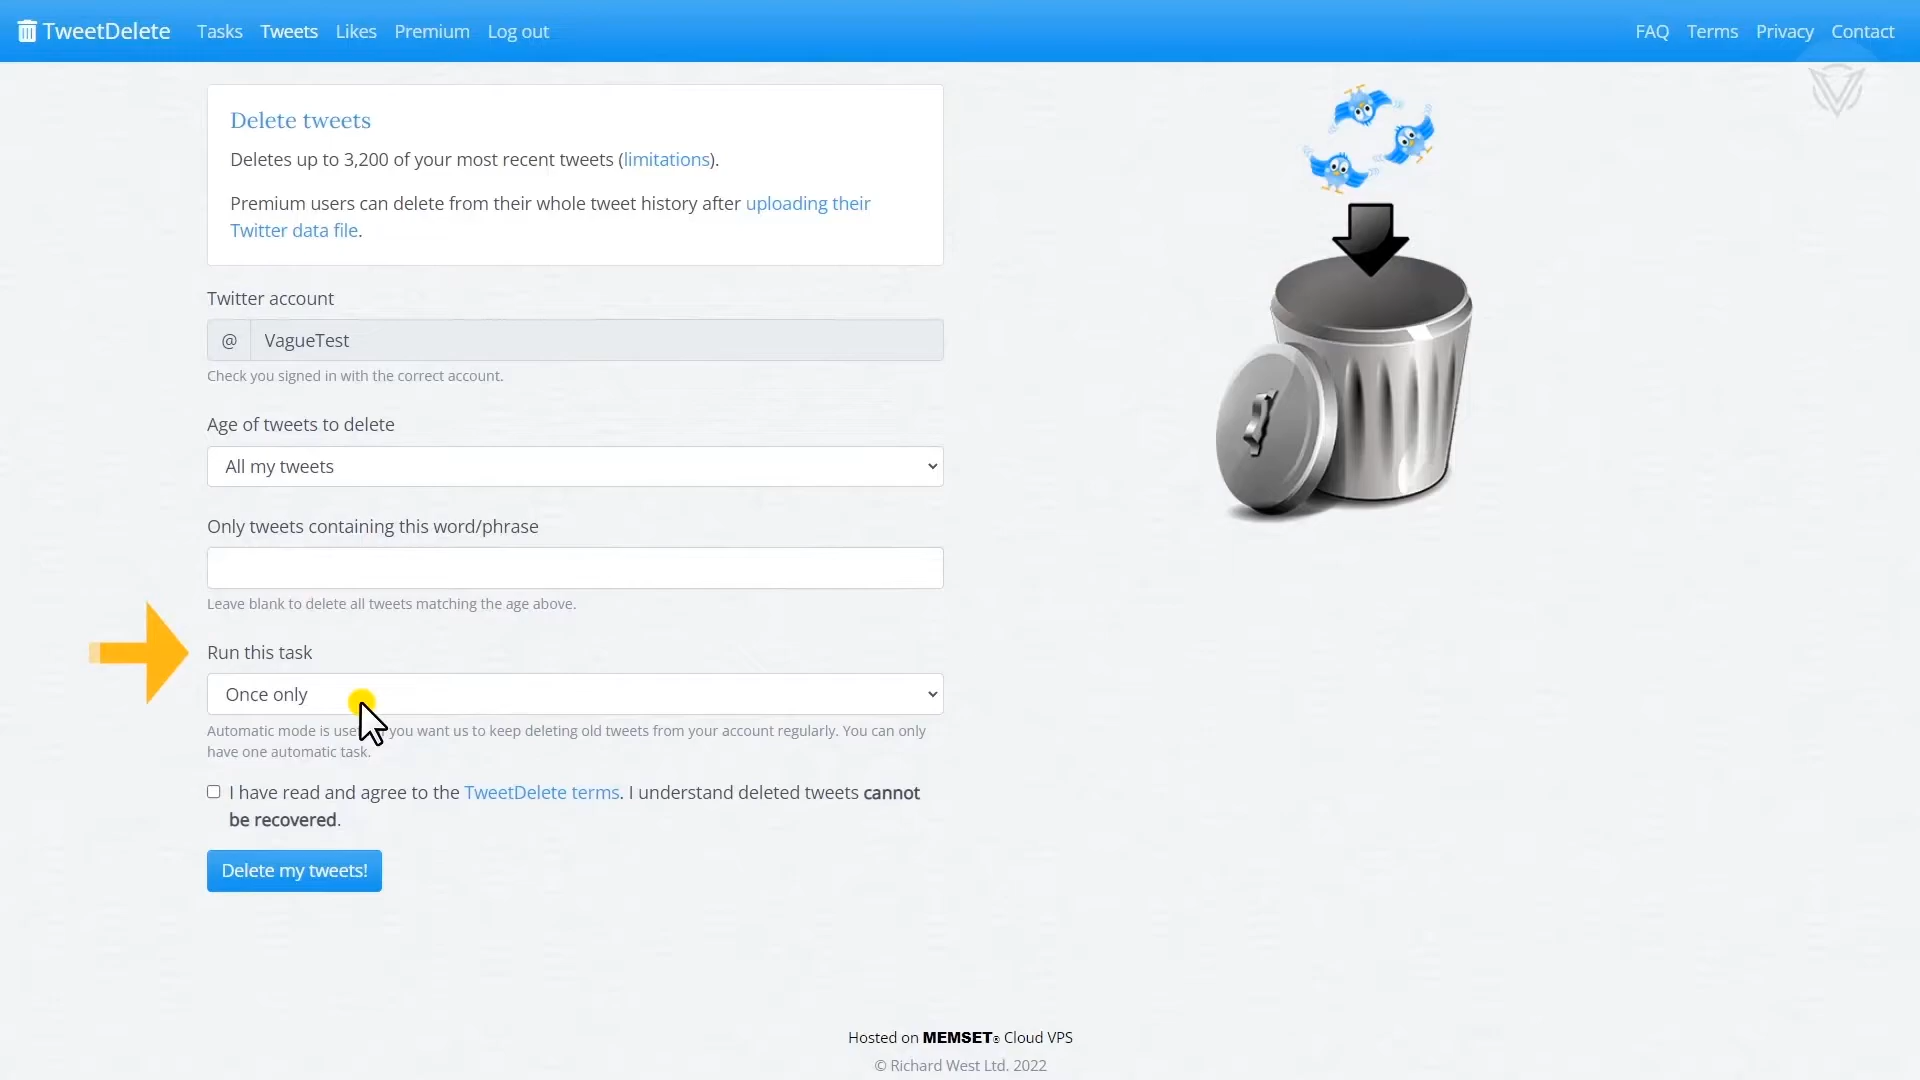 TweetDelete Tasks Tweets Likes Premium Log out FAQ Terms Privacy Contact
Delete tweets
Deletes up to 3,200 of your most recent tweets (limitations).
Premium users can delete from their whole tweet history after uploading their
Twitter data file.
Twitter account
@ VagueTest
Check you signed in with the correct account.
Age of tweets to delete
All my tweets
Only tweets containing this word/phrase
Leave blank to delete all tweets matching the age above.
Run this task
Once only
Automatic mode is you want us to keep deleting old tweets from your account regularly. You can only
have one automatic task.
I have read and agree to the TweetDelete terms. I understand deleted tweets cannot
be recovered.
Delete my tweets!
Hosted on MEMSET® Cloud VPS
© Richard West Ltd. 2022